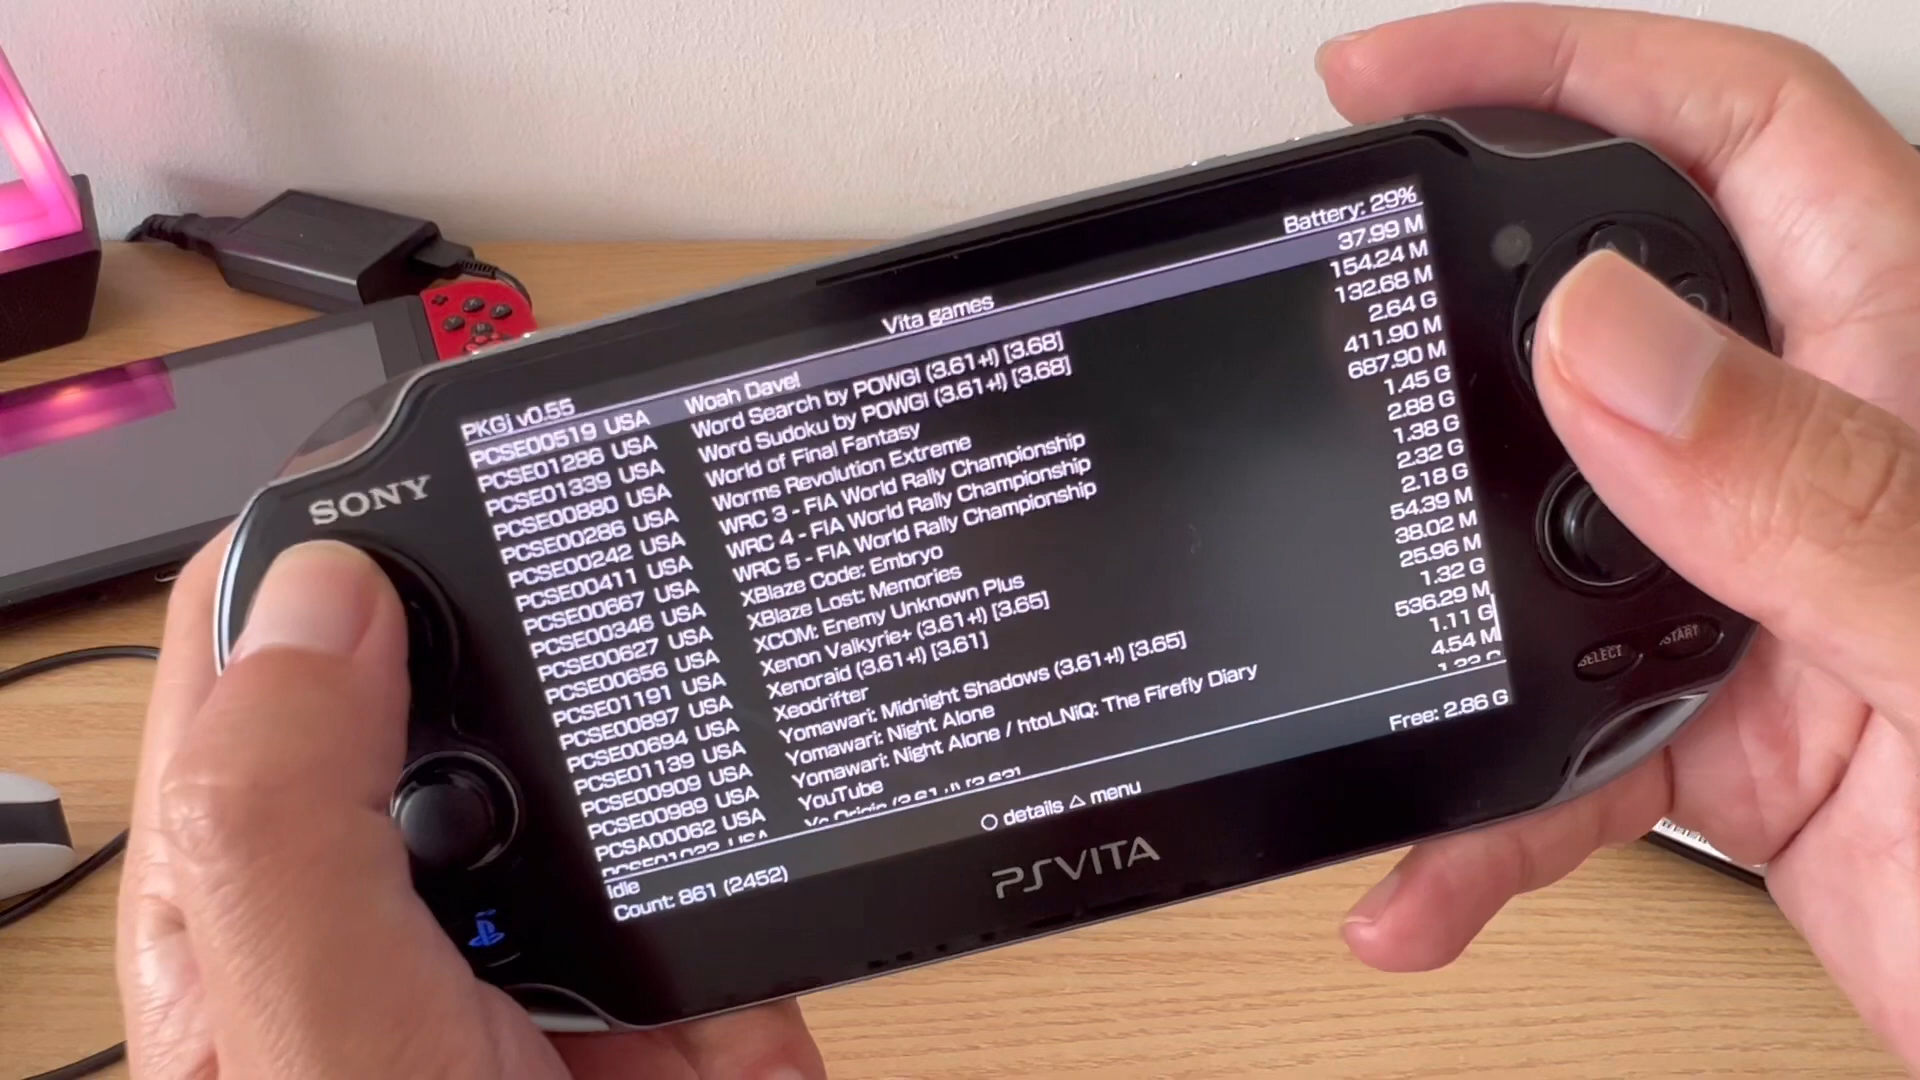 Battery: 29%
Vita games
PKGj v0.55
PCSE00519 USA Woah Dave! 37.99 M
PCSE01286 USA Word Search by POWGI (3.61+!) [3.68] 154.24 M
PCSE01339 USA Word Sudoku by POWGI (3.61+!) [3.68] 132.68 M
PCSE00880 USA World of Final Fantasy 2.64 G
PCSE00286 USA Worms Revolution Extreme 411.90 M
PCSE00242 USA WRC 3 - FIA World Rally Championship 687.90 M
PCSE00411 USA WRC 4 - FIA World Rally Championship 1.45 G
PCSE00667 USA WRC 5 - FIA World Rally Championship 2.88 G
PCSE00346 USA XBlaze Code: Embryo 1.38 G
PCSE00627 USA XBlaze Lost: Memories 2.32 G
PCSE00656 USA XCOM: Enemy Unknown Plus 2.18 G
PCSE01191 USA Xenon Valkyrie+ (3.61+!) [3.65] 54.39 M
PCSE00897 USA Xenoraid (3.61+!) [3.61] 38.02 M
PCSE00694 USA Xeodrifter 25.96 M
PCSE01139 USA Yomawari: Midnight Shadows (3.61+!) [3.65] 1.32 G
PCSE00909 USA Yomawari: Night Alone 536.29 M
PCSE00989 USA Yomawari: Night Alone / htoLNiQ: The Firefly Diary 1.11 G
PCSA00062 USA YouTube 4.54 M
Idle
Count: 861 (2452)
○ details △ menu
Free: 2.86 G
SONY
PSVITA
SELECT
START